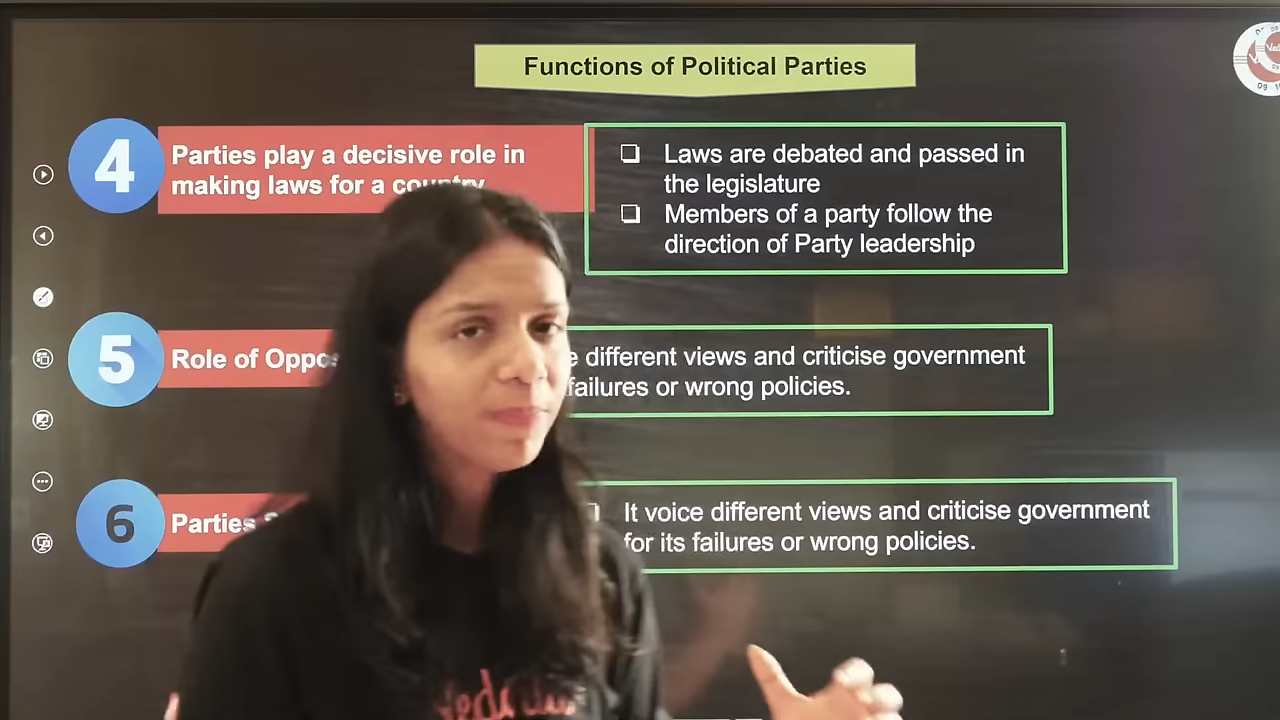 Functions of Political Parties
4
Parties play a decisive role in
making laws for a country
Laws are debated and passed in
the legislature
Members of a party follow the
direction of Party leadership
5
Role of
different views and criticise government
failures or wrong policies.
6
Parties
It voice different views and criticise government
for its failures or wrong policies.